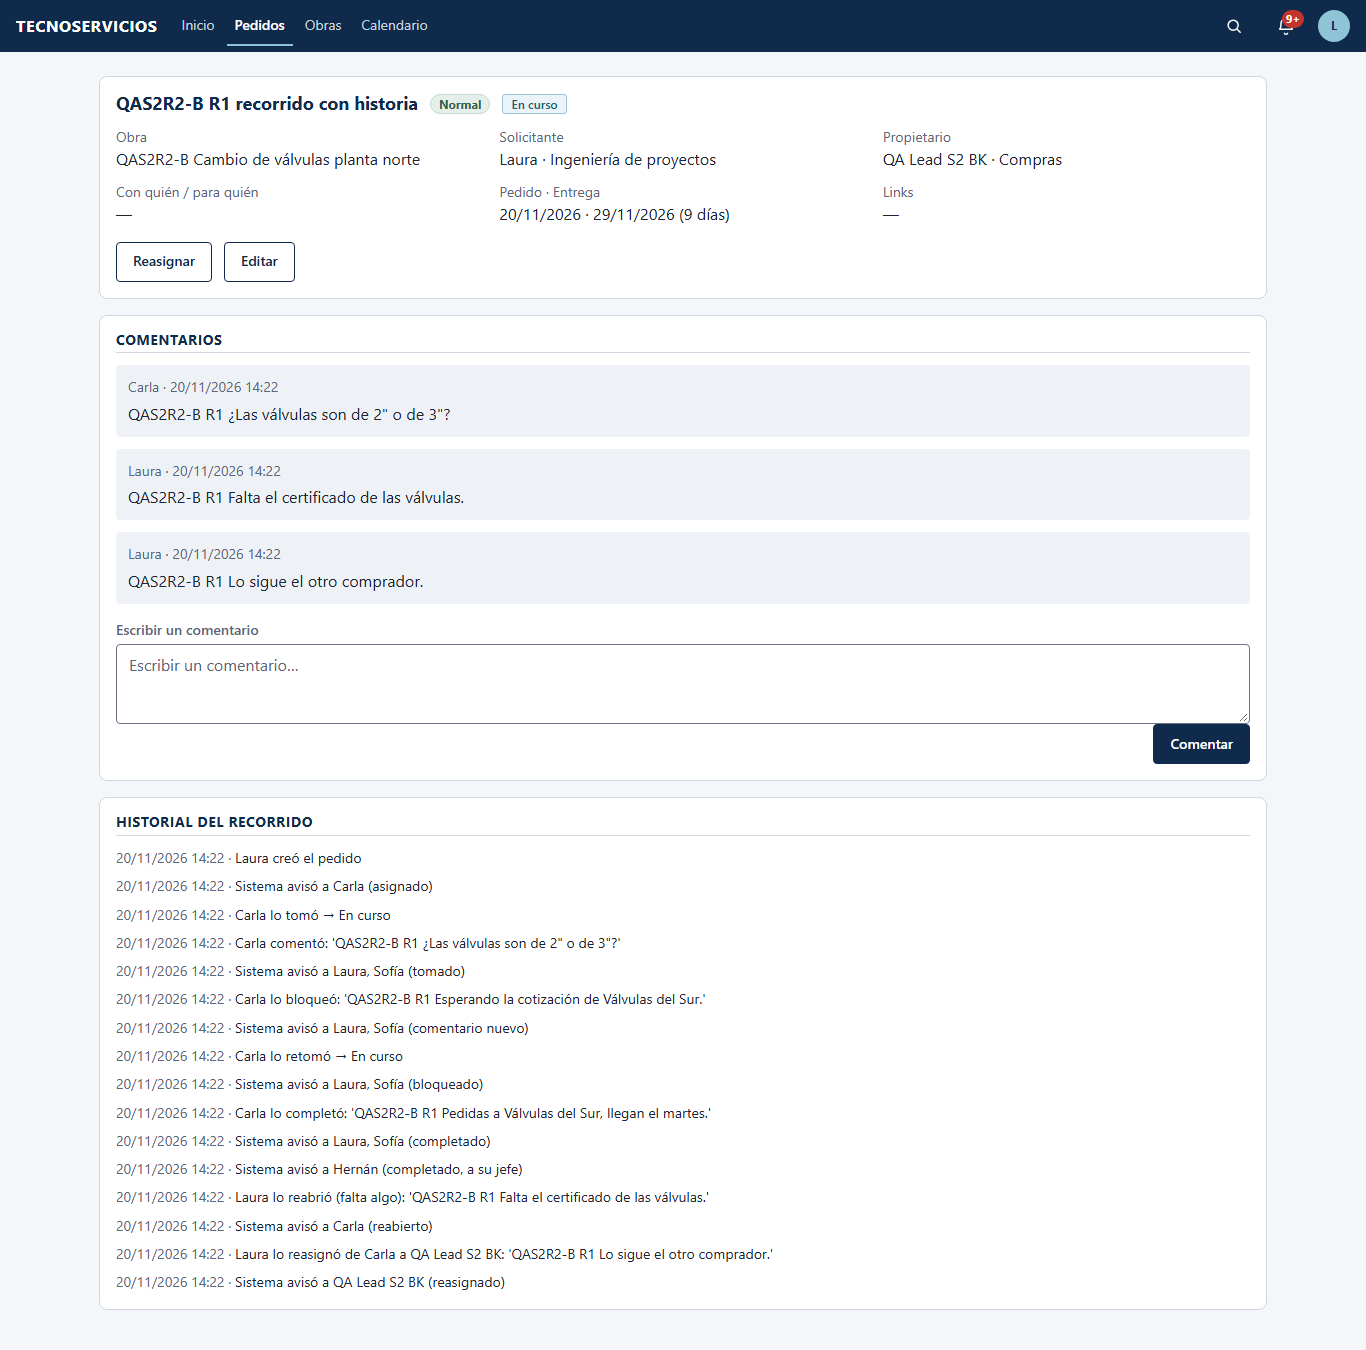 TECNOSERVICIOS Inicio Pedidos Obras Calendario 9+ L
QAS2R2-B R1 recorrido con historia Normal En curso
Obra Solicitante Propietario
QAS2R2-B Cambio de válvulas planta norte Laura · Ingeniería de proyectos QA Lead S2 BK · Compras
Con quién / para quién Pedido · Entrega Links
— 20/11/2026 · 29/11/2026 (9 días) —
Reasignar Editar
COMENTARIOS
Carla · 20/11/2026 14:22
QAS2R2-B R1 ¿Las válvulas son de 2" o de 3"?
Laura · 20/11/2026 14:22
QAS2R2-B R1 Falta el certificado de las válvulas.
Laura · 20/11/2026 14:22
QAS2R2-B R1 Lo sigue el otro comprador.
Escribir un comentario
Escribir un comentario...
Comentar
HISTORIAL DEL RECORRIDO
20/11/2026 14:22 · Laura creó el pedido
20/11/2026 14:22 · Sistema avisó a Carla (asignado)
20/11/2026 14:22 · Carla lo tomó → En curso
20/11/2026 14:22 · Carla comentó: 'QAS2R2-B R1 ¿Las válvulas son de 2" o de 3"?'
20/11/2026 14:22 · Sistema avisó a Laura, Sofía (tomado)
20/11/2026 14:22 · Carla lo bloqueó: 'QAS2R2-B R1 Esperando la cotización de Válvulas del Sur.'
20/11/2026 14:22 · Sistema avisó a Laura, Sofía (comentario nuevo)
20/11/2026 14:22 · Carla lo retomó → En curso
20/11/2026 14:22 · Sistema avisó a Laura, Sofía (bloqueado)
20/11/2026 14:22 · Carla lo completó: 'QAS2R2-B R1 Pedidas a Válvulas del Sur, llegan el martes.'
20/11/2026 14:22 · Sistema avisó a Laura, Sofía (completado)
20/11/2026 14:22 · Sistema avisó a Hernán (completado, a su jefe)
20/11/2026 14:22 · Laura lo reabrió (falta algo): 'QAS2R2-B R1 Falta el certificado de las válvulas.'
20/11/2026 14:22 · Sistema avisó a Carla (reabierto)
20/11/2026 14:22 · Laura lo reasignó de Carla a QA Lead S2 BK: 'QAS2R2-B R1 Lo sigue el otro comprador.'
20/11/2026 14:22 · Sistema avisó a QA Lead S2 BK (reasignado)